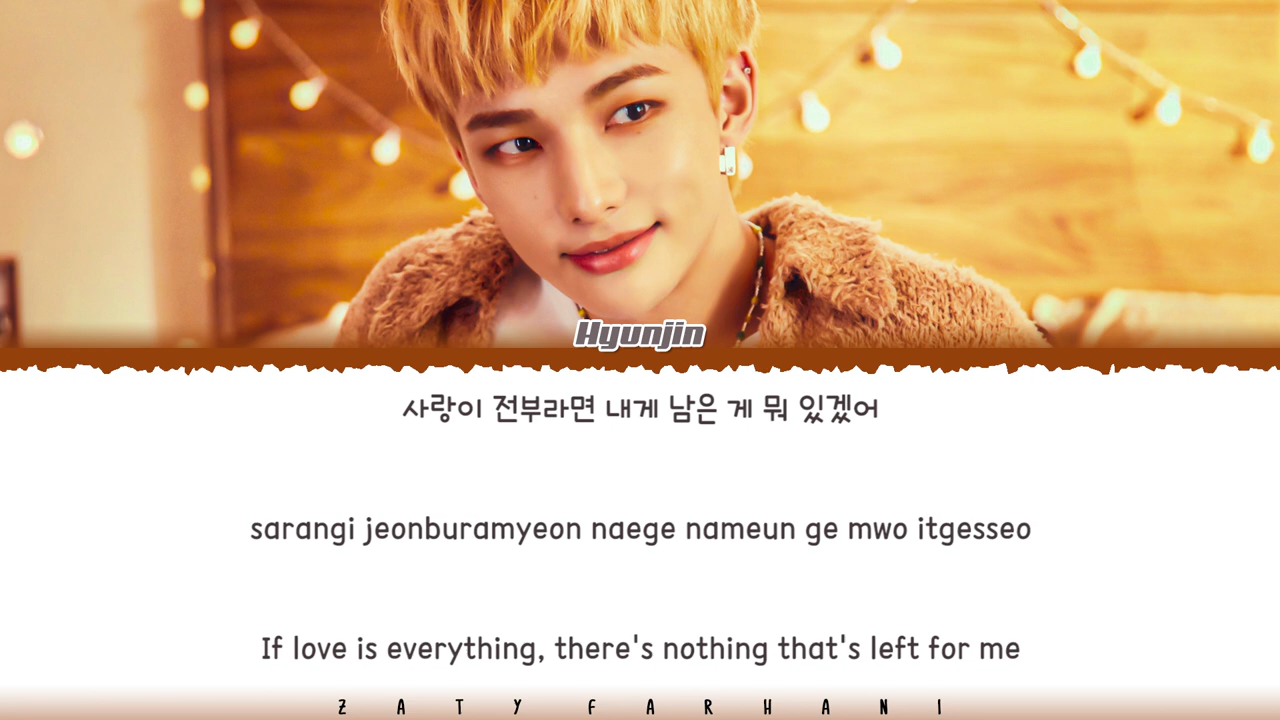 Hyunjin
사랑이 전부라면 내게 남은 게 뭐 있겠어
sarangi jeonburamyeon naege nameun ge mwo itgesseo
If love is everything, there's nothing that's left for me
ZATY FARHANI